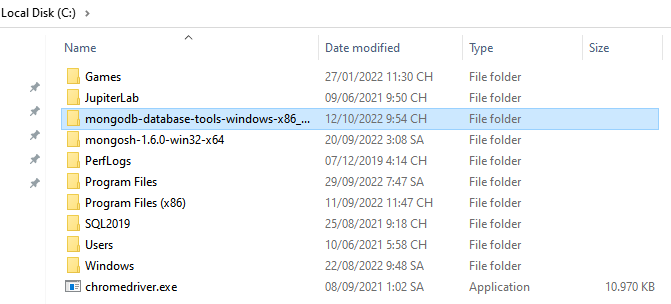 Local Disk (C:)
Name Date modified Type Size
Games 27/01/2022 11:30 CH File folder
JupiterLab 09/06/2021 9:50 CH File folder
mongodb-database-tools-windows-x86_... 12/10/2022 9:54 CH File folder
mongosh-1.6.0-win32-x64 20/09/2022 3:08 SA File folder
PerfLogs 07/12/2019 4:14 CH File folder
Program Files 29/09/2022 7:47 SA File folder
Program Files (x86) 11/09/2022 11:47 CH File folder
SQL2019 25/08/2021 9:18 CH File folder
Users 10/06/2021 5:58 CH File folder
Windows 22/08/2022 9:48 SA File folder
chromedriver.exe 08/09/2021 1:02 SA Application 10.970 KB